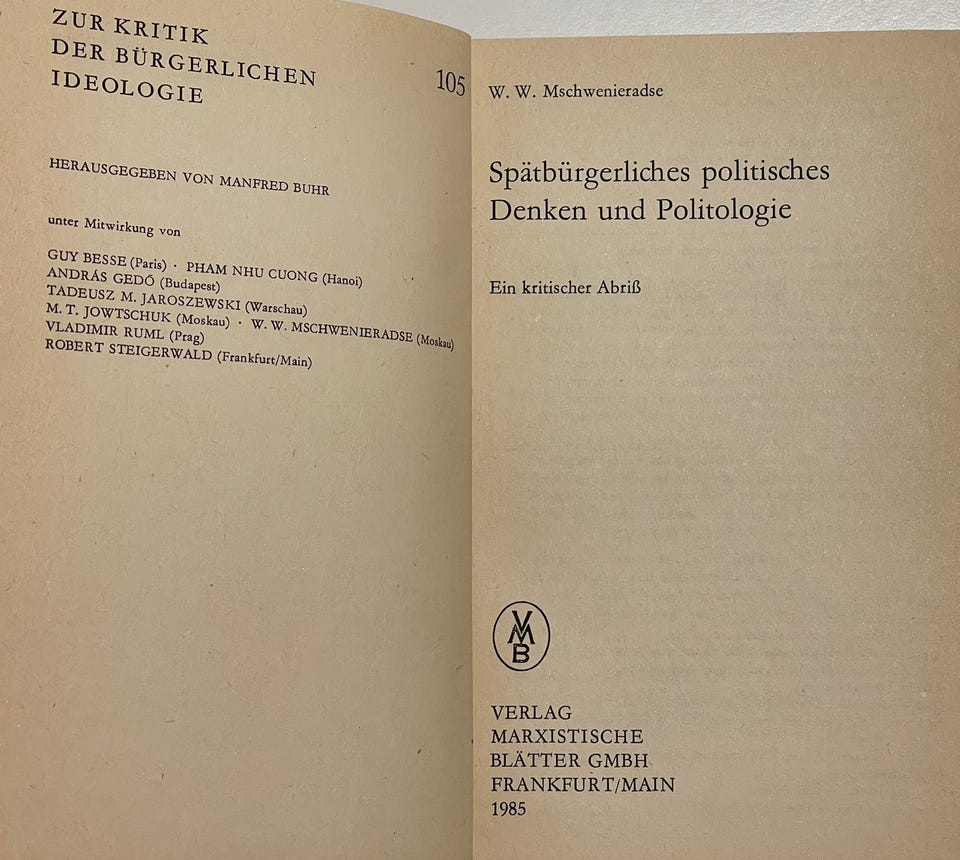 ZUR KRITIK
DER BÜRGERLICHEN
IDEOLOGIE
105
HERAUSGEGEBEN VON MANFRED BUHR
unter Mitwirkung von
GUY BESSE (Paris) · PHAM NHU CUONG (Hanoi)
ANDRÁS GEDŐ (Budapest)
TADEUSZ M. JAROSZEWSKI (Warschau)
M. T. JOWTSCHUK (Moskau) · W. W. MSCHWENIERADSE (Moskau)
VLADIMIR RUML (Prag)
ROBERT STEIGERWALD (Frankfurt/Main)
W. W. Mschwenieradse
Spätbürgerliches politisches
Denken und Politologie
Ein kritischer Abriß
VMB
VERLAG
MARXISTISCHE
BLÄTTER GMBH
FRANKFURT/MAIN
1985